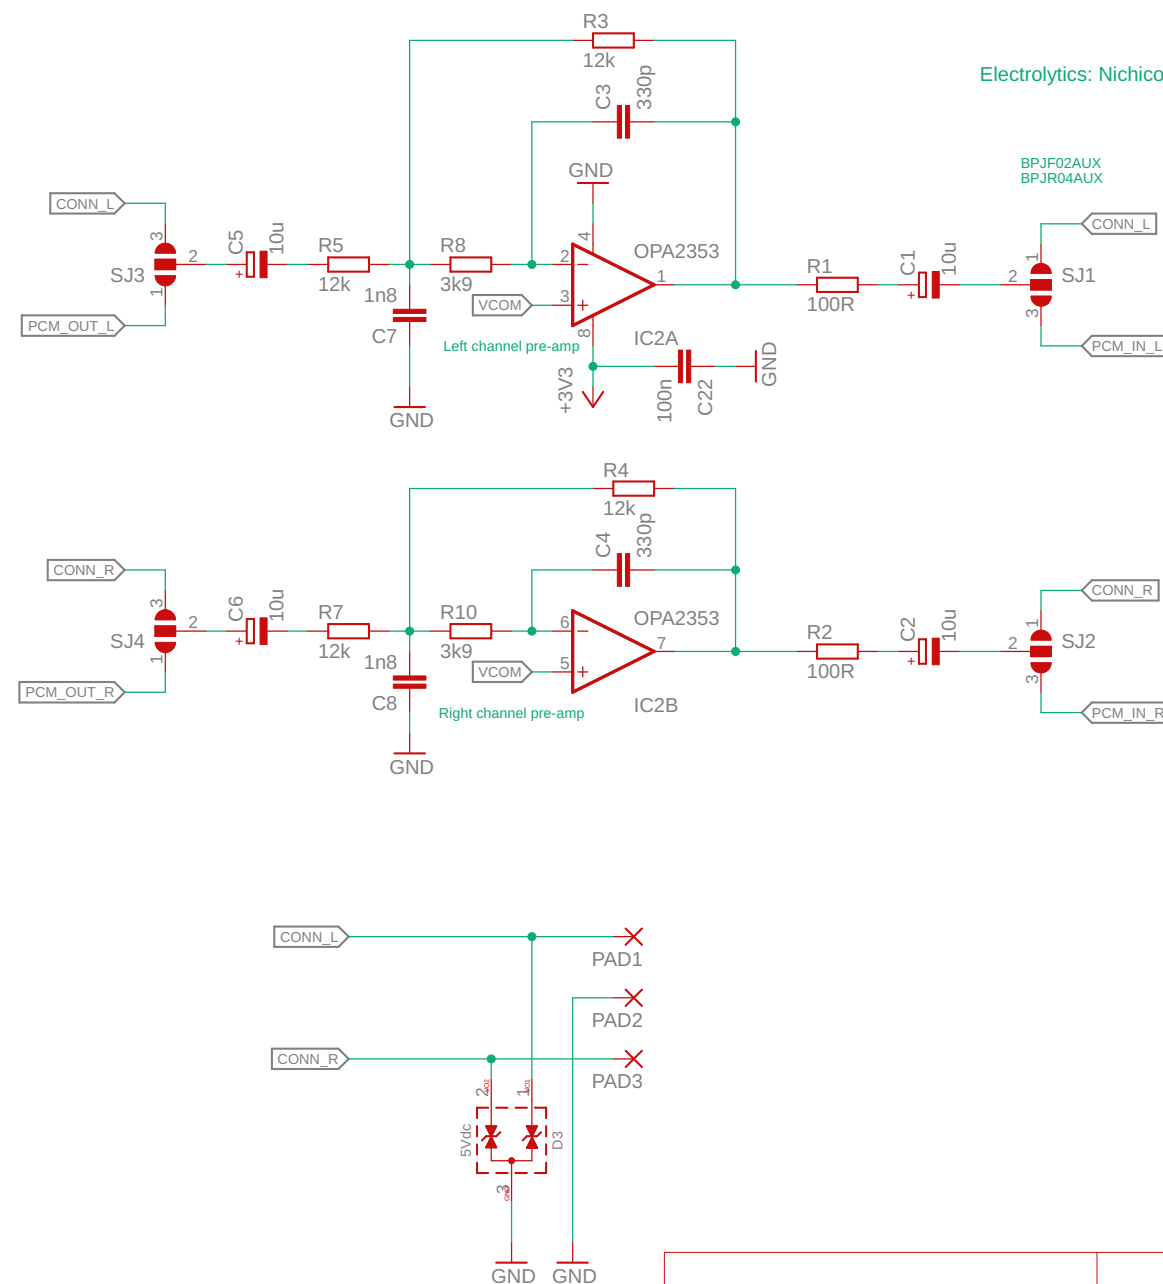 R3
12k
C3
330p
Electrolytics: Nichico
GND
BPJF02AUX
BPJR04AUX
CONN_L
3
2
1
SJ3
C5
10u
+
R5
12k
R8
3k9
4
2
3
8
1
OPA2353
VCOM
1n8
C7
Left channel pre-amp
IC2A
R1
100R
C1
10u
+
CONN_L
1
2
3
SJ1
PCM_OUT_L
PCM_IN_L
+3V3
100n
C22
GND
GND
R4
12k
C4
330p
CONN_R
3
2
1
SJ4
C6
10u
+
R7
12k
R10
3k9
6
5
7
OPA2353
VCOM
1n8
C8
Right channel pre-amp
IC2B
R2
100R
C2
10u
+
CONN_R
1
2
3
SJ2
PCM_OUT_R
PCM_IN_R
GND
CONN_L
PAD1
PAD2
CONN_R
PAD3
2
VO2
1
VO1
5Vdc
D3
3
GND
GND
GND